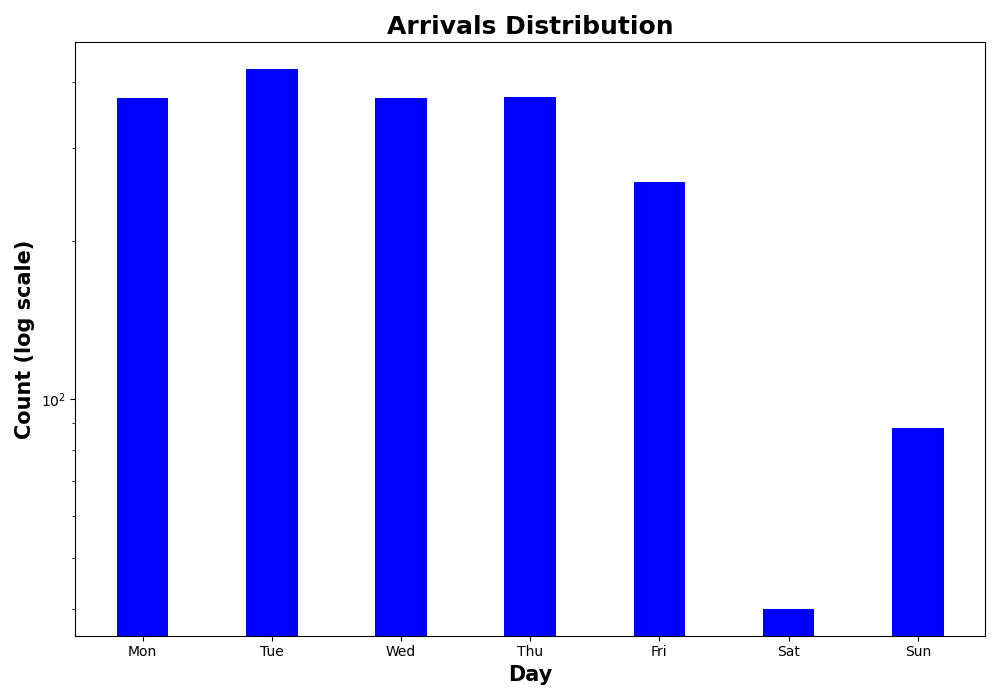 Arrivals Distribution
Count (log scale)
10²
Mon Tue Wed Thu Fri Sat Sun
Day